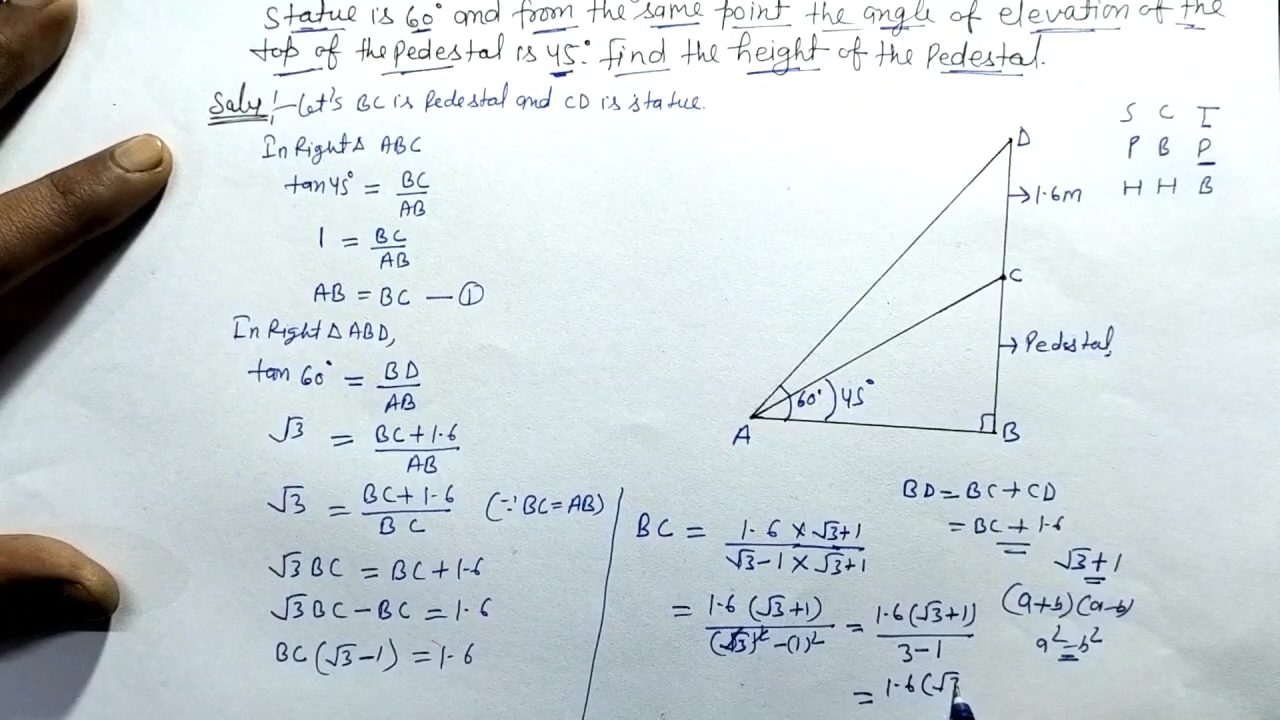 Statue is 60° and from the same point the angle of elevation of the
top of the Pedestal is 45°. find the height of the Pedestal.
Solu:- Let's BC is Pedestal and CD is statue.
In Right Δ ABC
tan 45° = BC/AB
1 = BC/AB
AB = BC — ①
In Right Δ ABD,
tan 60° = BD/AB
√3 = BC+1.6/AB
√3 = BC+1.6/BC (∵ BC=AB)
√3 BC = BC+1.6
√3 BC − BC = 1.6
BC(√3−1) = 1.6
S C T
P B P
H H B
D
→1.6m
C
→ Pedestal,
60° 45°
A
B
BD = BC + CD
= BC + 1.6
BC = 1.6 × √3+1/√3−1 × √3+1
√3+1
= 1.6(√3+1)/(√3)²−(1)² = 1.6(√3+1)/3−1
(a+b)(a-b)
a²−b²
= 1.6(√3